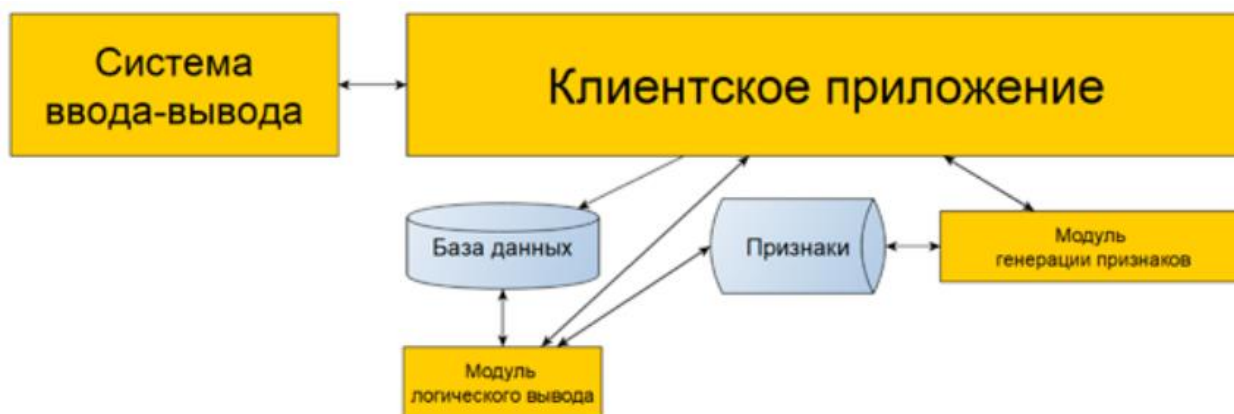 Система
ввода-вывода
Клиентское приложение
База данных
Признаки
Модуль
генерации признаков
Модуль
логического вывода